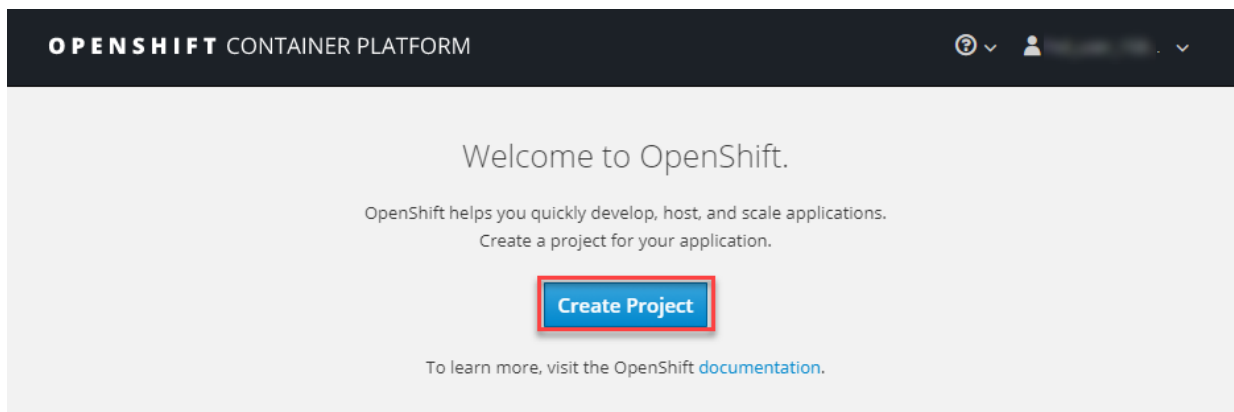 OPENSHIFT CONTAINER PLATFORM
Welcome to OpenShift.
OpenShift helps you quickly develop, host, and scale applications.
Create a project for your application.
Create Project
To learn more, visit the OpenShift documentation.